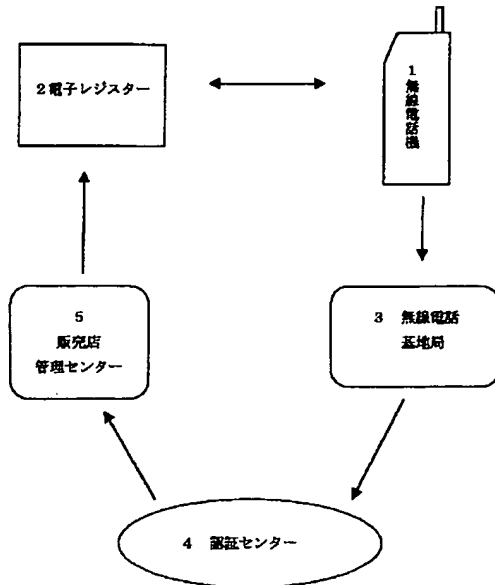 2電子レジスター
1無線電話機
5
販売店
管理センター
3 無線電話
基地局
4 認証センター